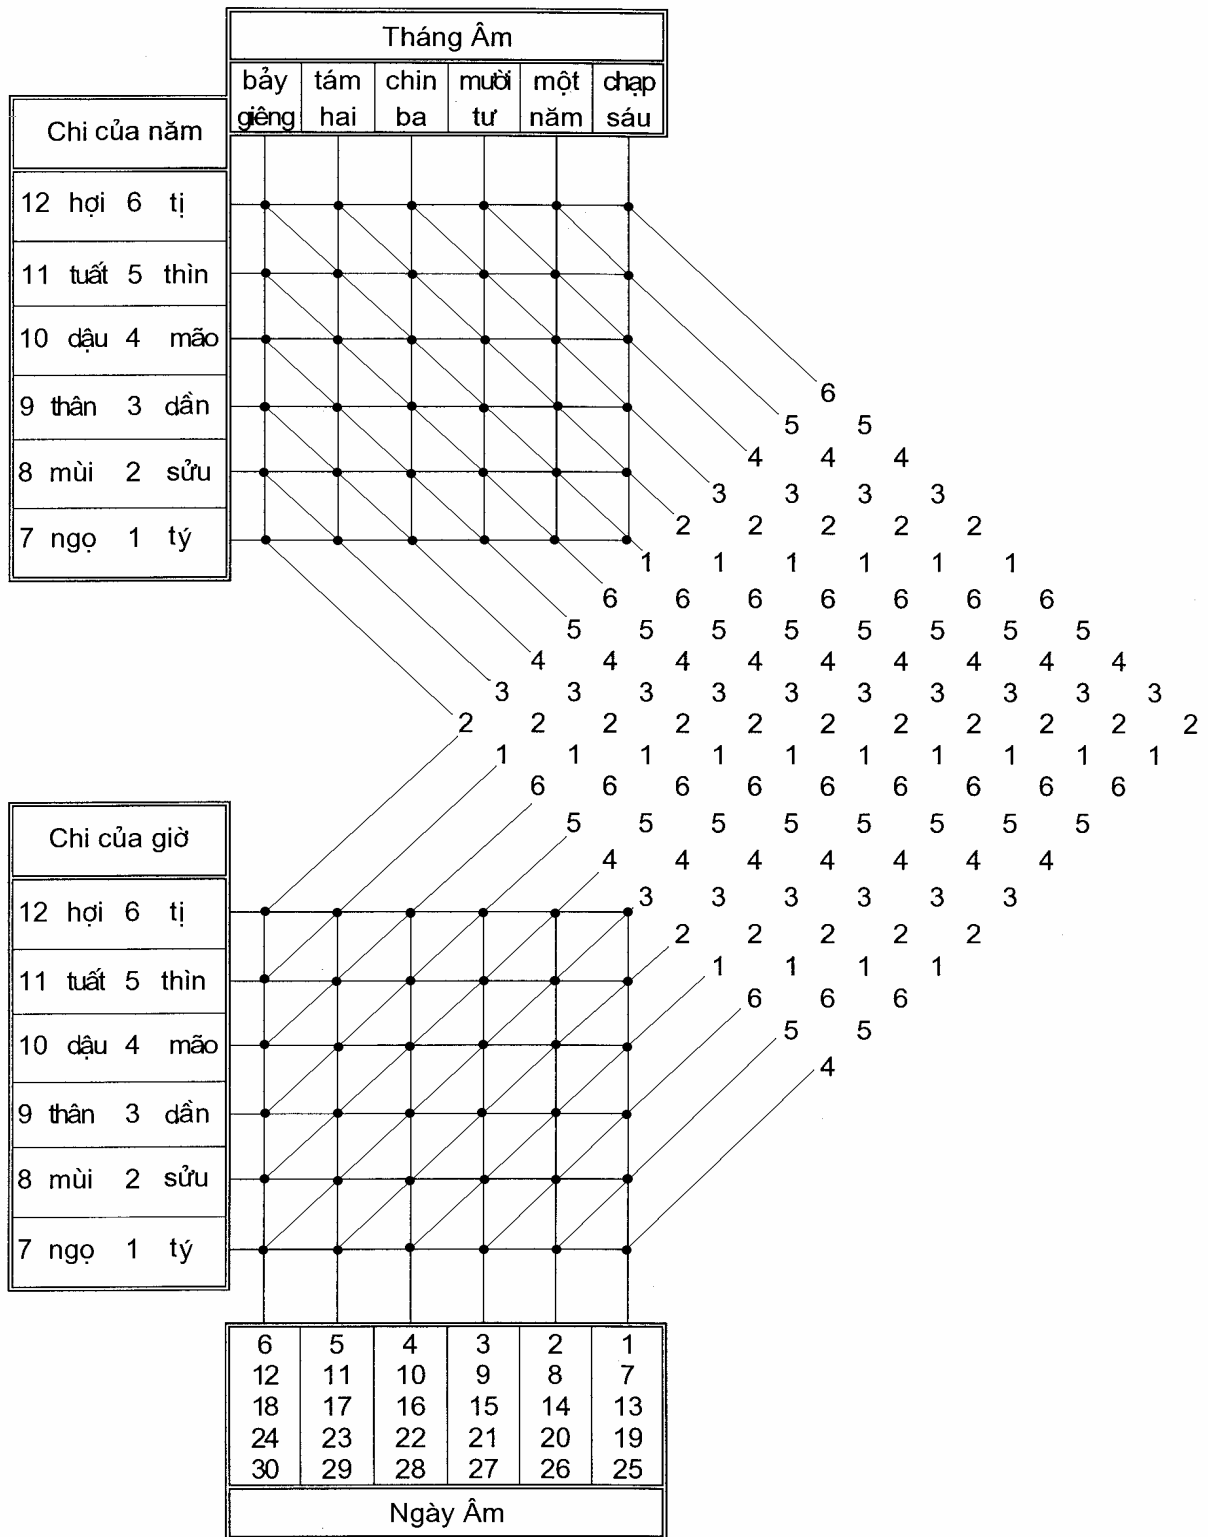 Tháng Âm
bảy tám chin mười một chạp
giêng hai ba tư năm sáu
Chi của năm
12 hợi 6 tị
11 tuất 5 thìn
10 dậu 4 mão
9 thân 3 dần
8 mùi 2 sửu
7 ngọ 1 tý
6
5 5
4 4 4
3 3 3 3
2 2 2 2 2
1 1 1 1 1 1
6 6 6 6 6 6 6
5 5 5 5 5 5 5 5
4 4 4 4 4 4 4 4 4
3 3 3 3 3 3 3 3 3 3
2 2 2 2 2 2 2 2 2 2 2
1 1 1 1 1 1 1 1 1 1
6 6 6 6 6 6 6 6 6
5 5 5 5 5 5 5 5
4 4 4 4 4 4 4
3 3 3 3 3 3
2 2 2 2 2
1 1 1 1
6 6 6
5 5
4
Chi của giờ
12 hợi 6 tị
11 tuất 5 thìn
10 dậu 4 mão
9 thân 3 dần
8 mùi 2 sửu
7 ngọ 1 tý
6 5 4 3 2 1
12 11 10 9 8 7
18 17 16 15 14 13
24 23 22 21 20 19
30 29 28 27 26 25
Ngày Âm